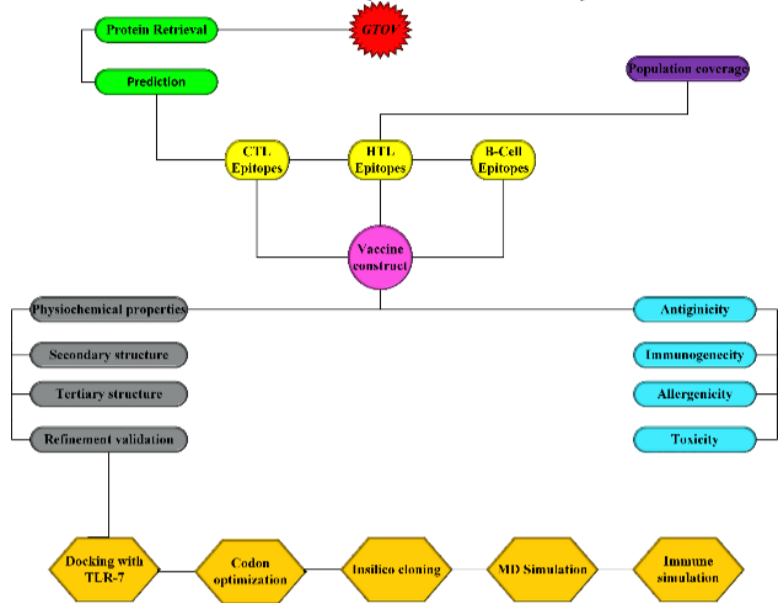 Protein Retrieval
GTOV
Prediction
Population coverage
CTL
Epitopes
HTL
Epitopes
B-Cell
Epitopes
Vaccine
construct
Physiochemical properties
Secondary structure
Tertiary structure
Refinement validation
Antiginicity
Immunogenecity
Allergenicity
Toxicity
Docking with
TLR-7
Codon
optimization
Insilico cloning
MD Simulation
Immune
simulation